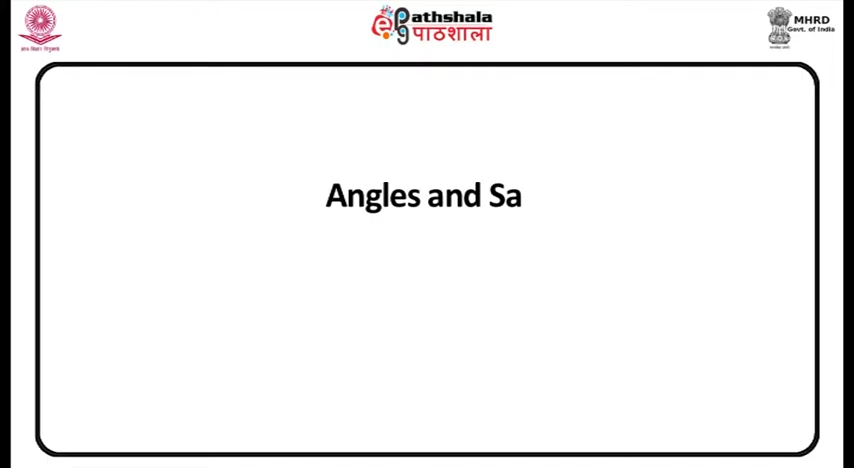 ePathshala
पाठशाला
MHRD
Govt. of India
Angles and Sa